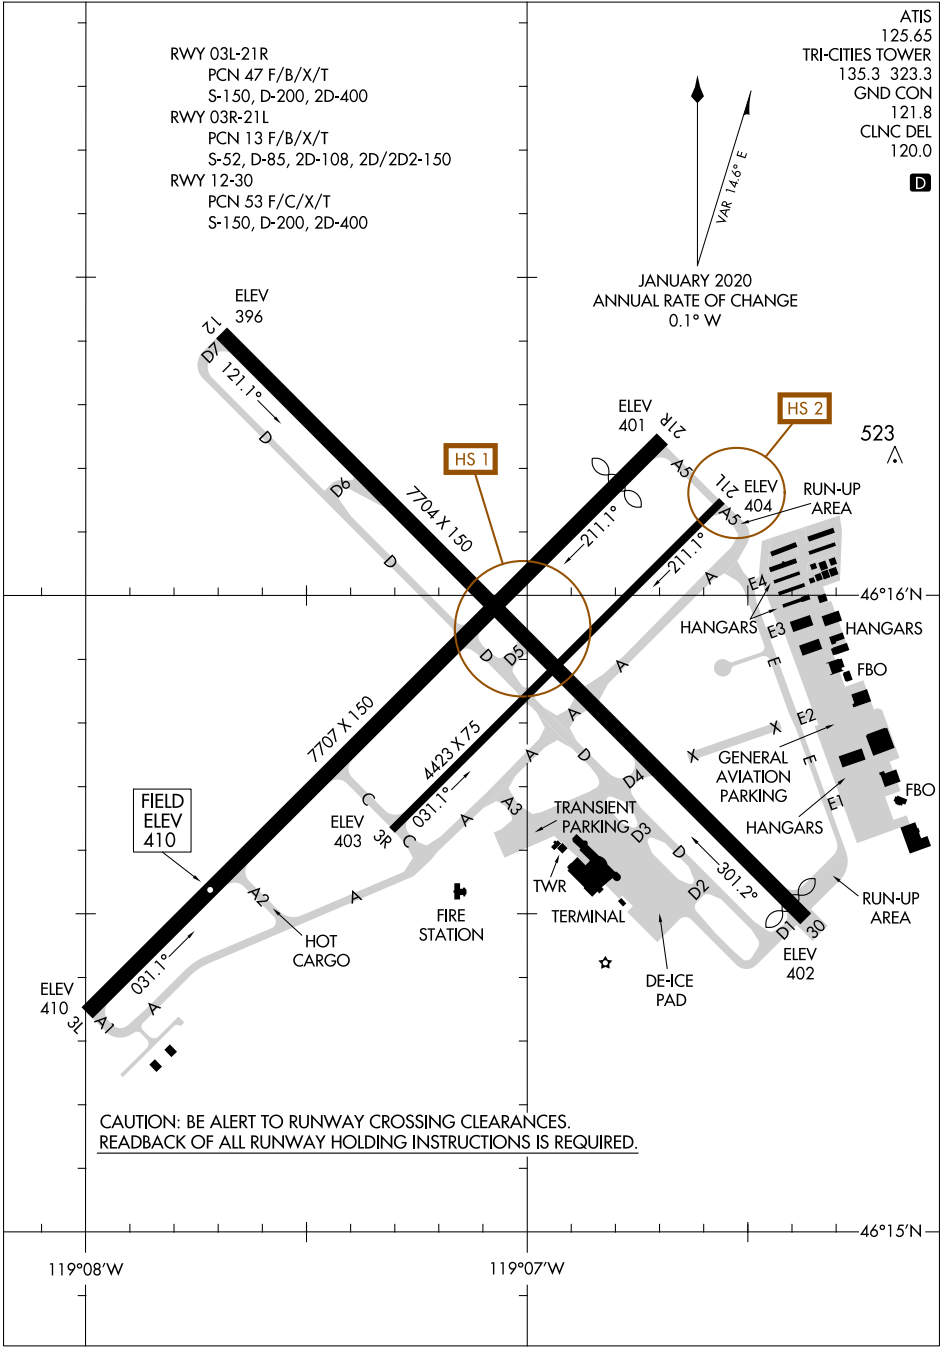 ATIS
125.65
TRI-CITIES TOWER
135.3 323.3
GND CON
121.8
CLNC DEL
120.0
D
RWY 03L-21R
PCN 47 F/B/X/T
S-150, D-200, 2D-400
RWY 03R-21L
PCN 13 F/B/X/T
S-52, D-85, 2D-108, 2D/2D2-150
RWY 12-30
PCN 53 F/C/X/T
S-150, D-200, 2D-400
VAR 14.6° E
JANUARY 2020
ANNUAL RATE OF CHANGE
0.1° W
ELEV
396
12
D7
121.1°
D
D6
7704 X 150
D
HS 1
ELEV
401
21R
A5
HS 2
523
21L
ELEV
404
A5
RUN-UP
AREA
211.1°
211.1°
A
E4
46°16'N
HANGARS
E3
HANGARS
E
FBO
D
D5
A
7707 X 150
4423 X 75
A
A
D
X
X
E2
E
GENERAL
AVIATION
PARKING
D4
C
FIELD
ELEV
410
ELEV
403
3R
031.1°
C
A
A3
TRANSIENT
PARKING
D3
D
E1
FBO
HANGARS
301.2°
D2
TWR
TERMINAL
A2
A
HOT
CARGO
FIRE
STATION
RUN-UP
AREA
D1
30
ELEV
402
DE-ICE
PAD
031.1°
ELEV
410
3L
A1
A
CAUTION: BE ALERT TO RUNWAY CROSSING CLEARANCES.
READBACK OF ALL RUNWAY HOLDING INSTRUCTIONS IS REQUIRED.
46°15'N
119°08'W
119°07'W